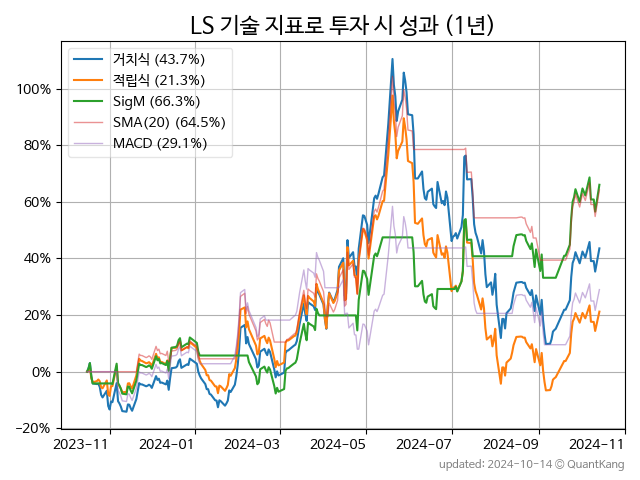 LS 기술 지표로 투자 시 성과 (1년)
거치식 (43.7%)
적립식 (21.3%)
SigM (66.3%)
SMA(20) (64.5%)
MACD (29.1%)
100%
80%
60%
40%
20%
0%
−20%
2023-11 2024-01 2024-03 2024-05 2024-07 2024-09 2024-11
updated: 2024-10-14 © QuantKang